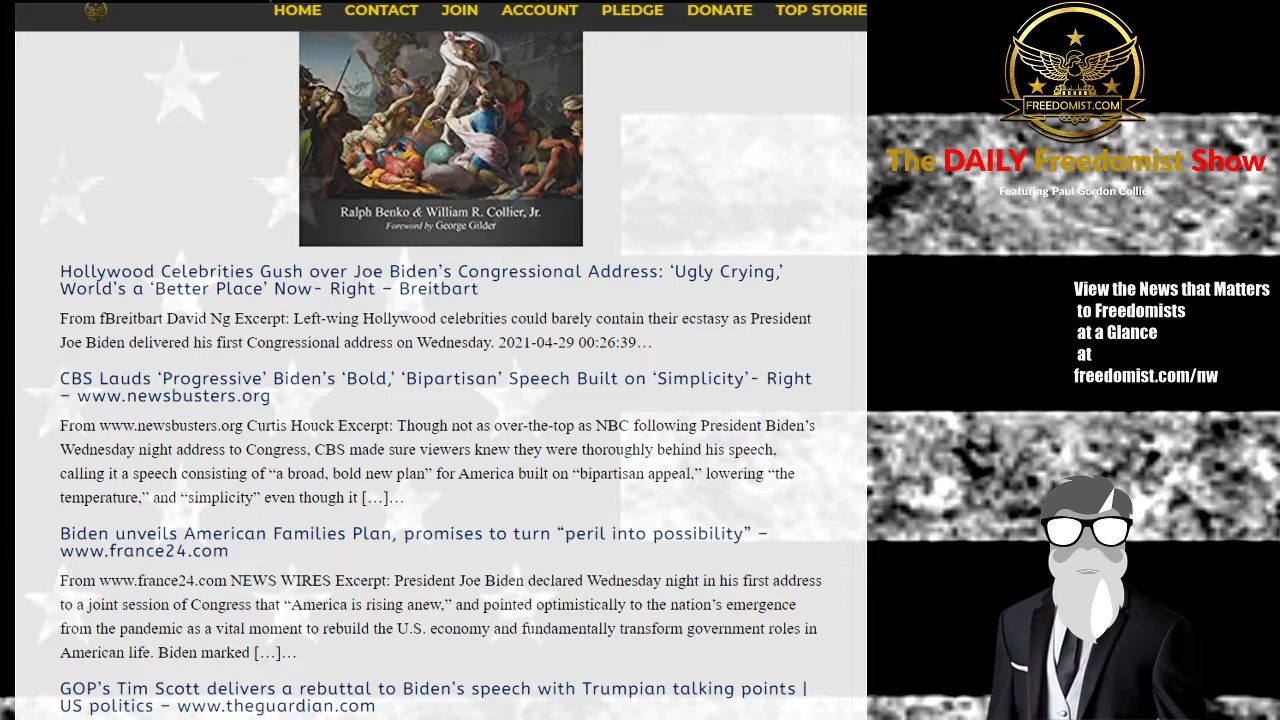 HOME CONTACT JOIN ACCOUNT PLEDGE DONATE TOP STORIE
Ralph Benko & William R. Collier, Jr.
Foreword by George Gilder
Hollywood Celebrities Gush over Joe Biden’s Congressional Address: ‘Ugly Crying,’
World’s a ‘Better Place’ Now- Right – Breitbart
From fBreitbart David Ng Excerpt: Left-wing Hollywood celebrities could barely contain their ecstasy as President
Joe Biden delivered his first Congressional address on Wednesday. 2021-04-29 00:26:39…
CBS Lauds ‘Progressive’ Biden’s ‘Bold,’ ‘Bipartisan’ Speech Built on ‘Simplicity’- Right
– www.newsbusters.org
From www.newsbusters.org Curtis Houck Excerpt: Though not as over-the-top as NBC following President Biden’s
Wednesday night address to Congress, CBS made sure viewers knew they were thoroughly behind his speech,
calling it a speech consisting of “a broad, bold new plan” for America built on “bipartisan appeal,” lowering “the
temperature,” and “simplicity” even though it […]…
Biden unveils American Families Plan, promises to turn “peril into possibility” –
www.france24.com
From www.france24.com NEWS WIRES Excerpt: President Joe Biden declared Wednesday night in his first address
to a joint session of Congress that “America is rising anew,” and pointed optimistically to the nation’s emergence
from the pandemic as a vital moment to rebuild the U.S. economy and fundamentally transform government roles in
American life. Biden marked […]…
GOP’s Tim Scott delivers a rebuttal to Biden’s speech with Trumpian talking points |
US politics – www.theguardian.com
FREEDOMIST.COM
The DAILY Freedomist Show
Featuring Paul Gordon Collier
View the News that Matters
to Freedomists
at a Glance
at
freedomist.com/nw